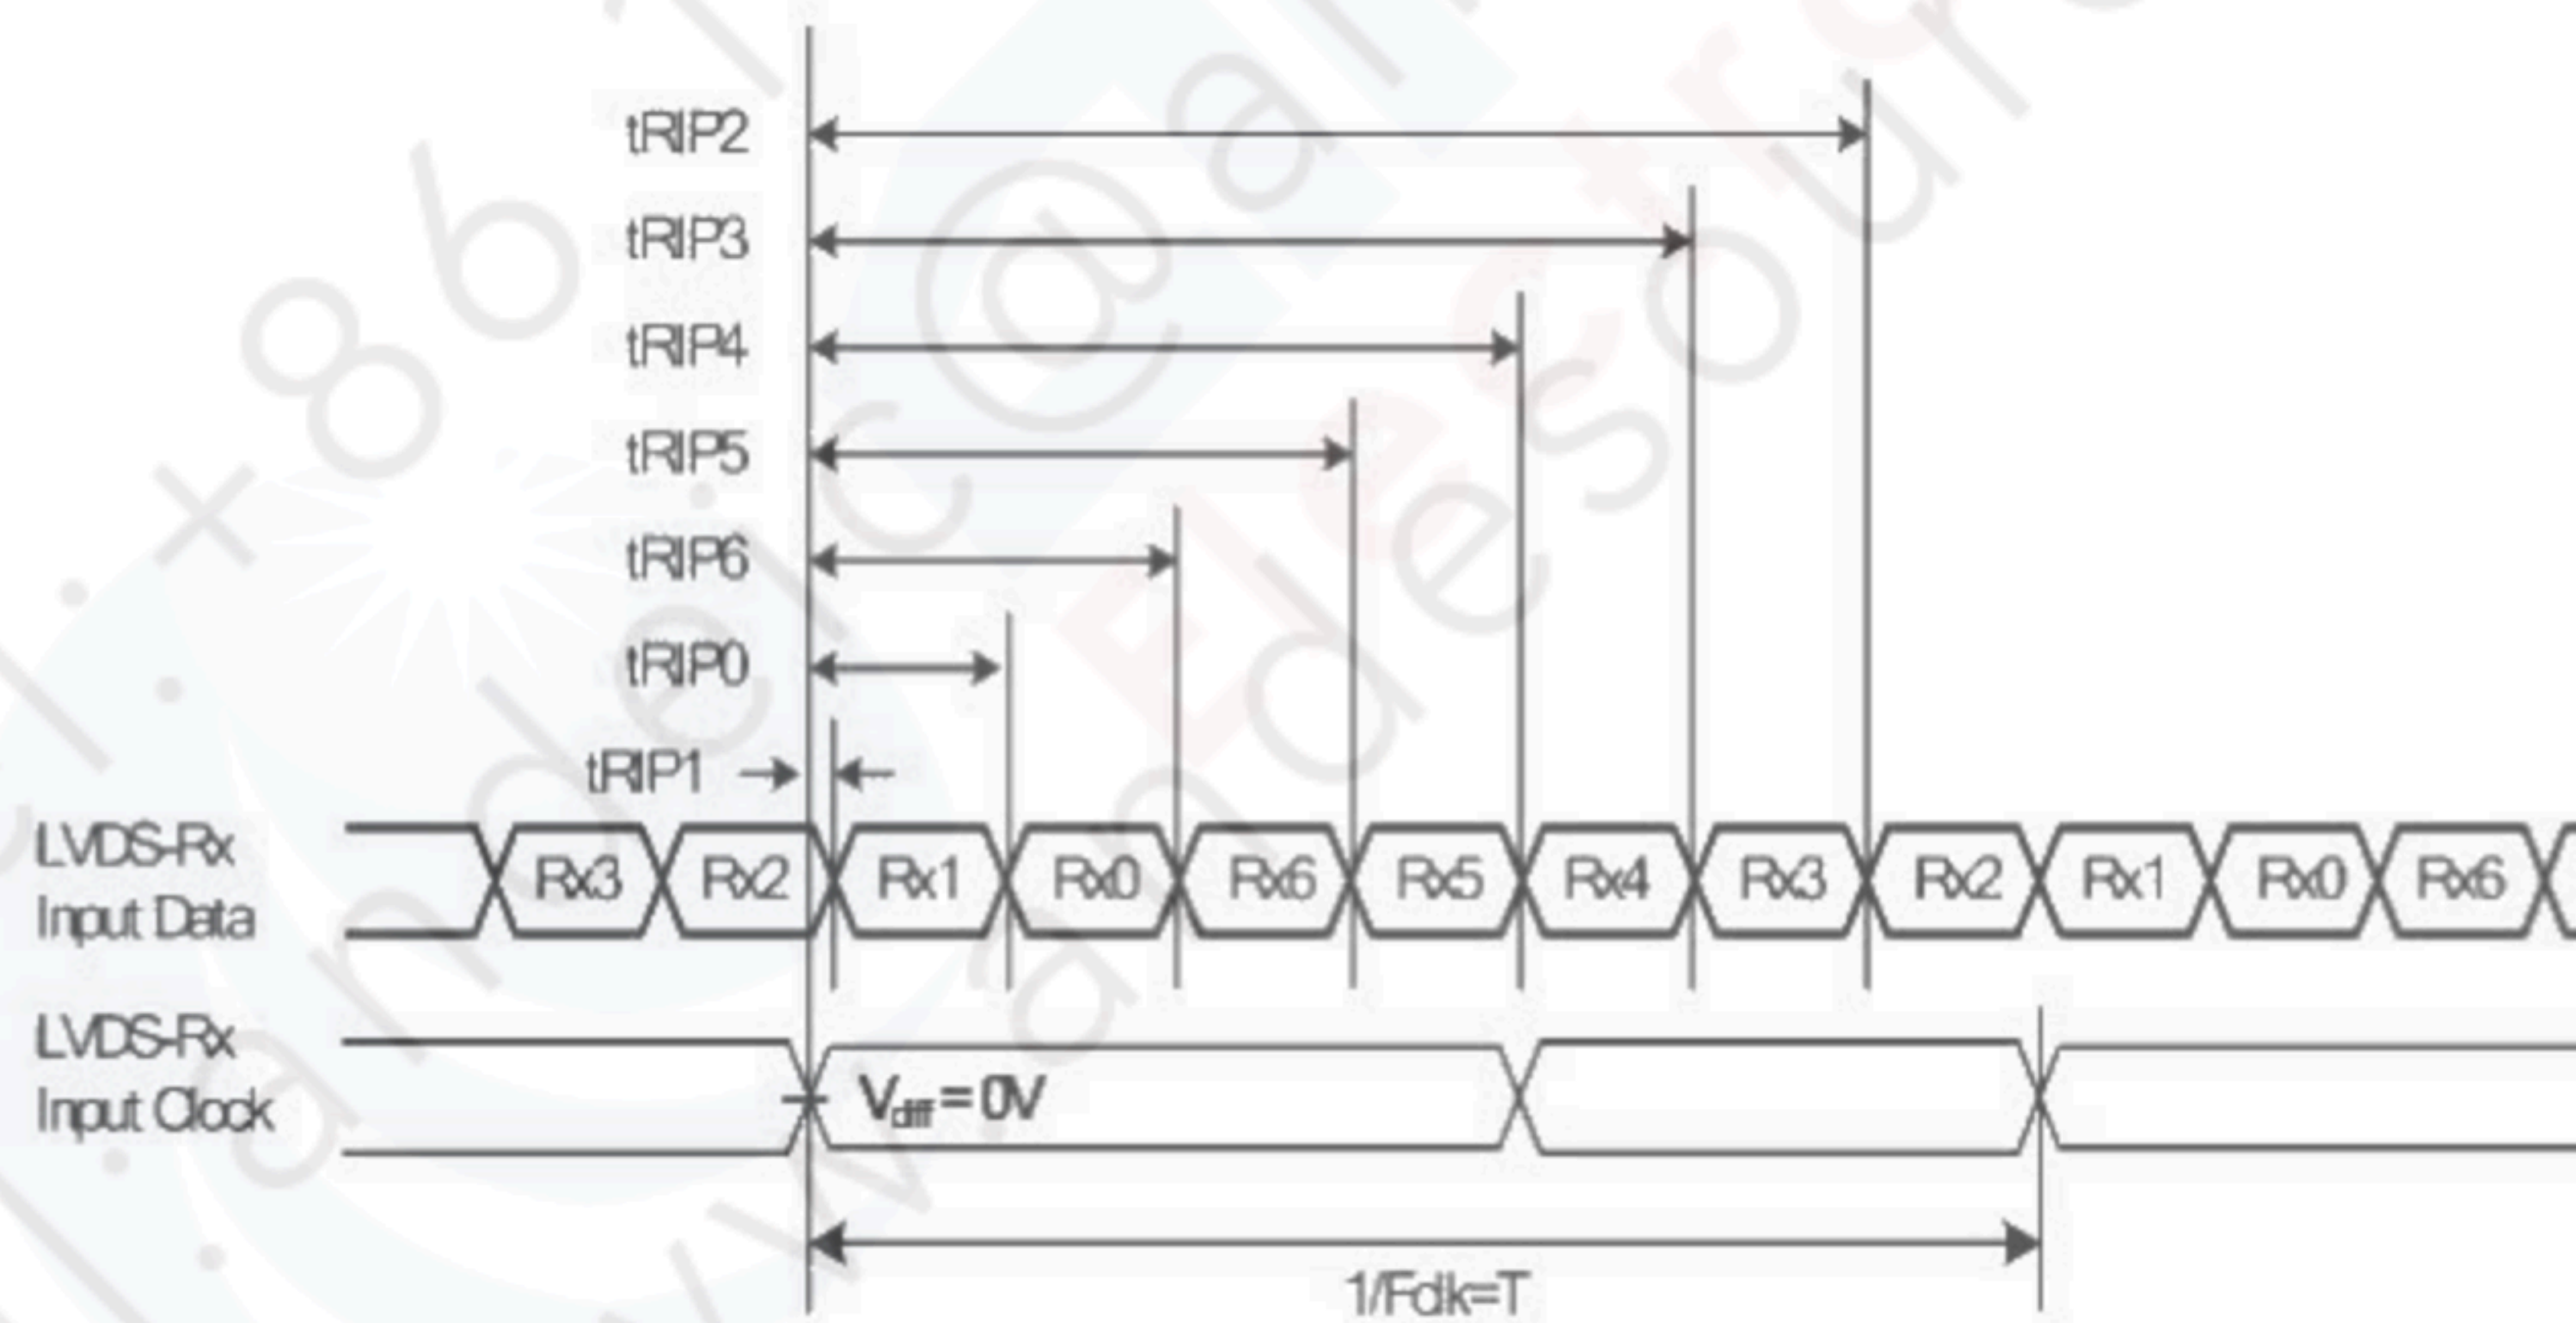 tRIP2
tRIP3
tRIP4
tRIP5
tRIP6
tRIP0
tRIP1
LVDS-Rx
Input Data
Rx3 Rx2 Rx1 Rx0 Rx6 Rx5 Rx4 Rx3 Rx2 Rx1 Rx0 Rx6
LVDS-Rx
Input Clock
Vdiff = 0V
1/Fclk=T